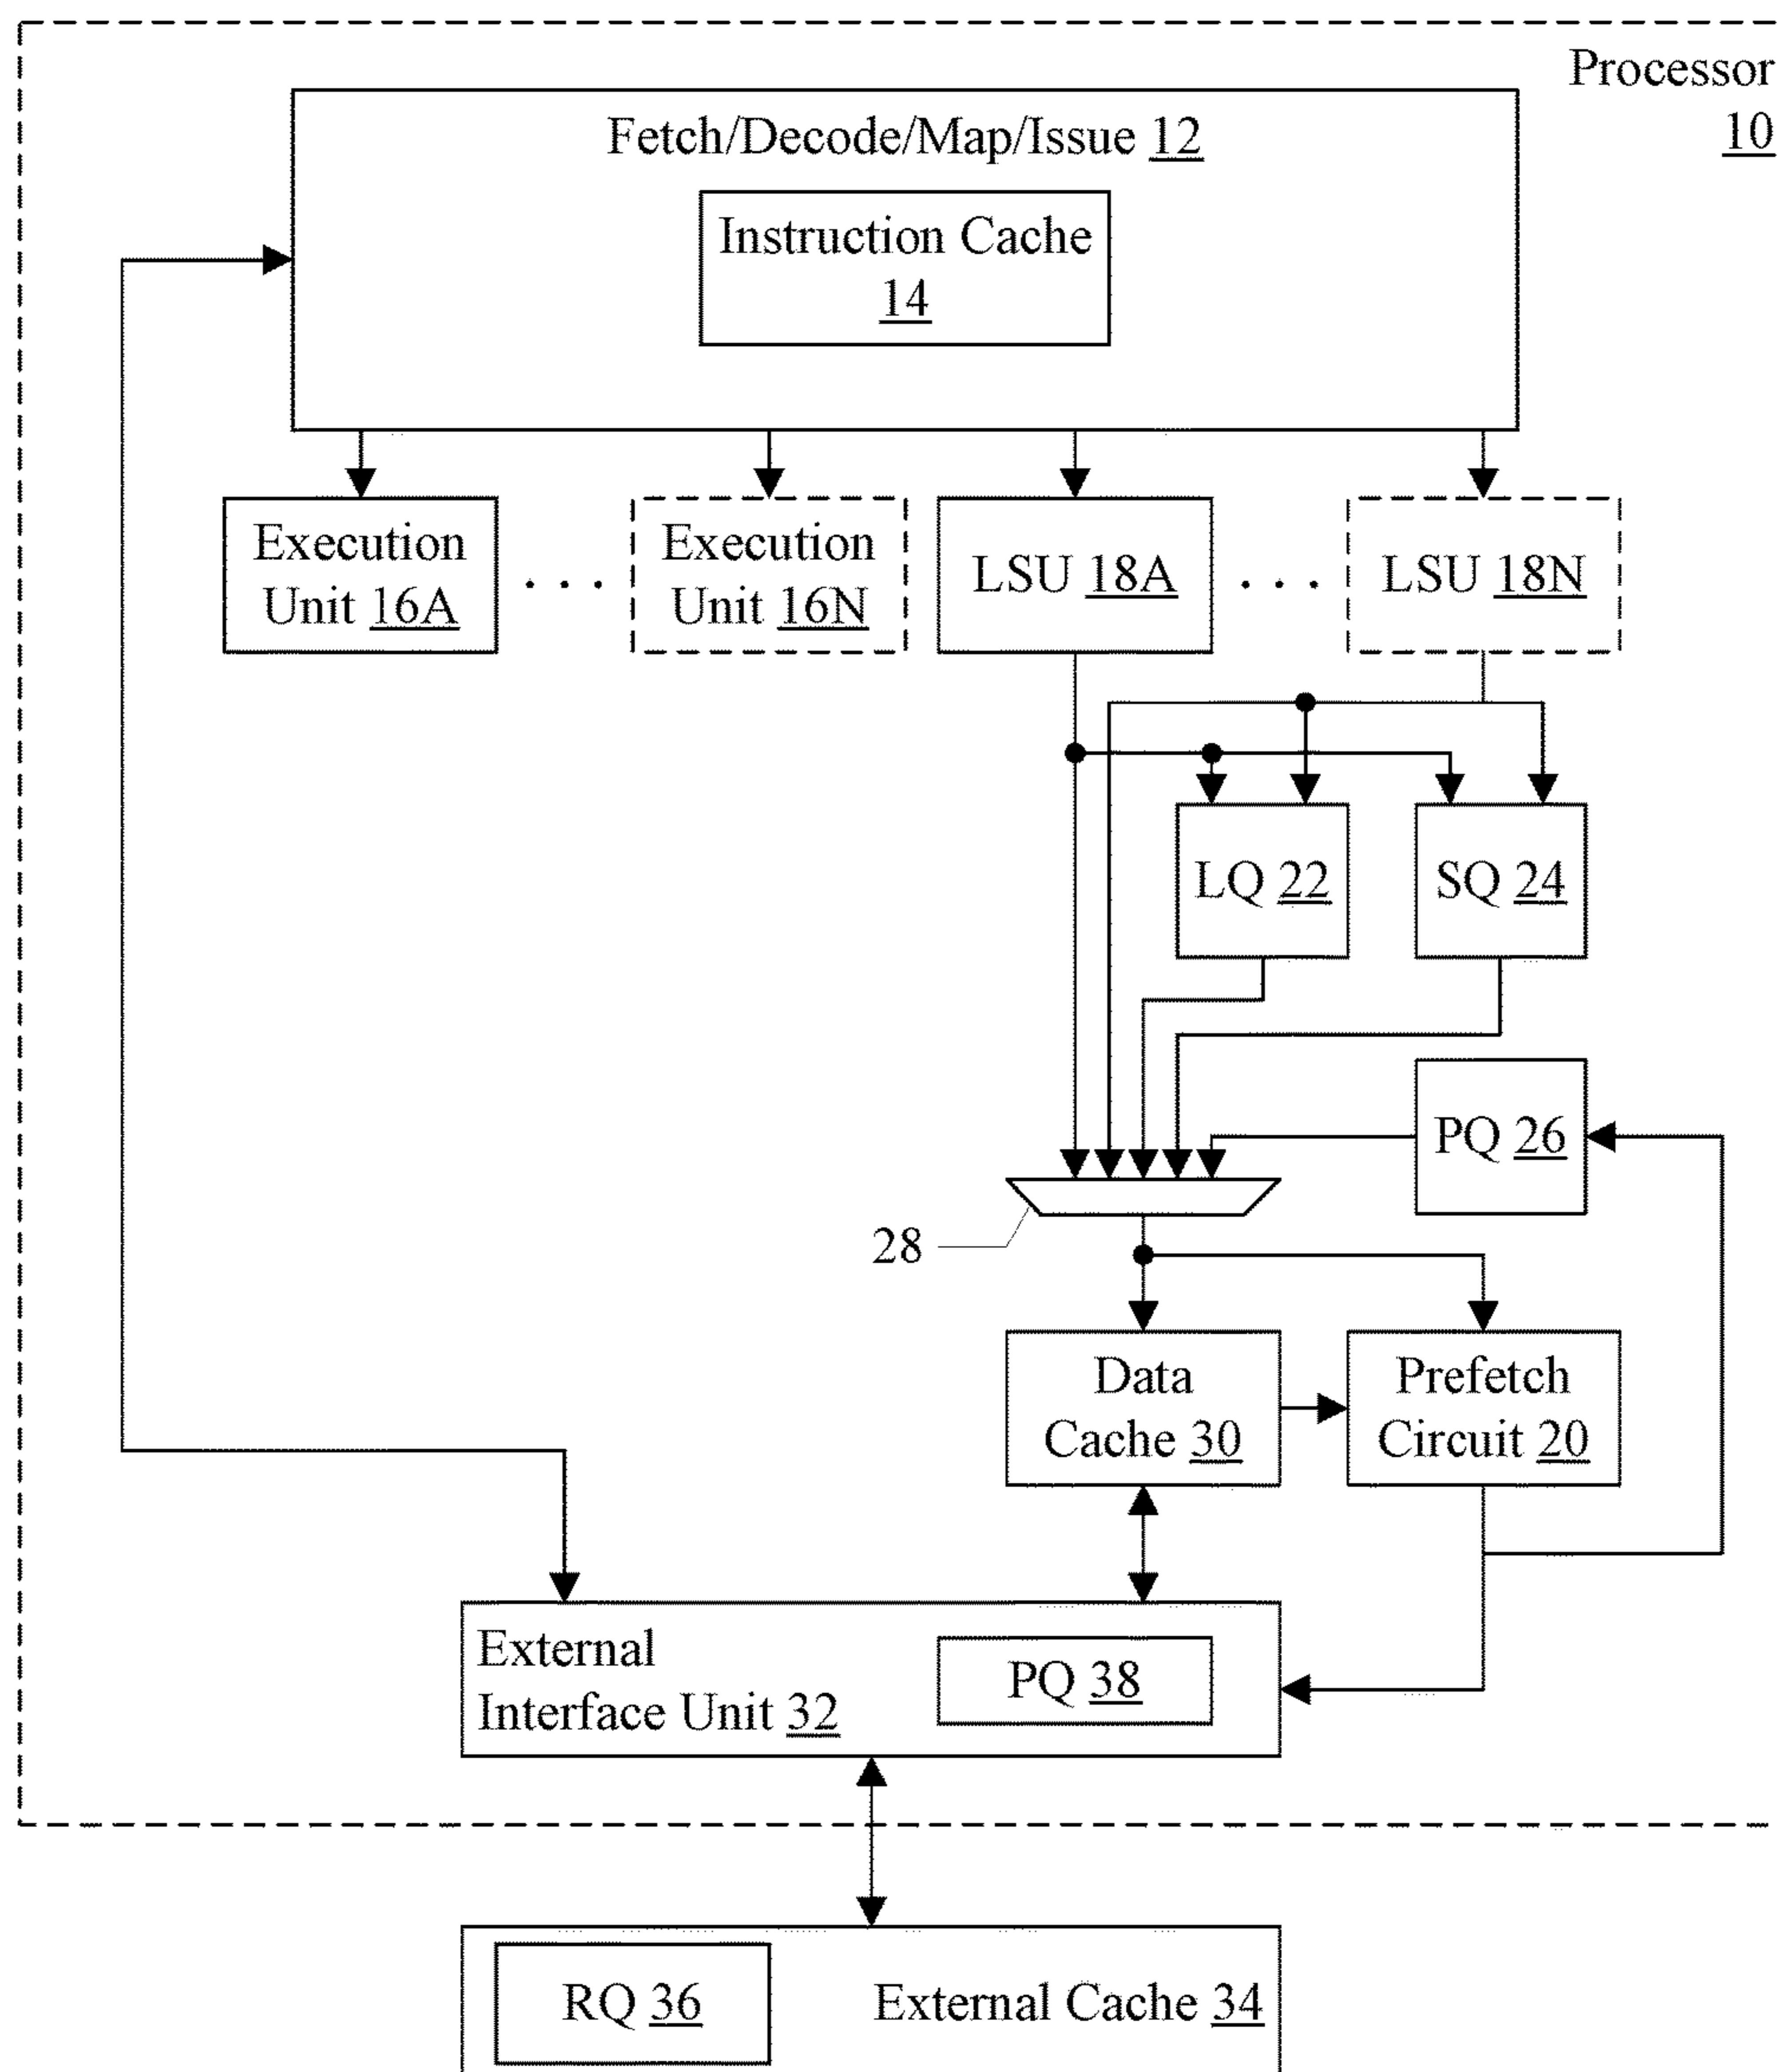 Processor
10
Fetch/Decode/Map/Issue 12
Instruction Cache
14
Execution
Unit 16A
. . .
Execution
Unit 16N
LSU 18A
. . .
LSU 18N
LQ 22
SQ 24
PQ 26
28
Data
Cache 30
Prefetch
Circuit 20
External
Interface Unit 32
PQ 38
RQ 36
External Cache 34